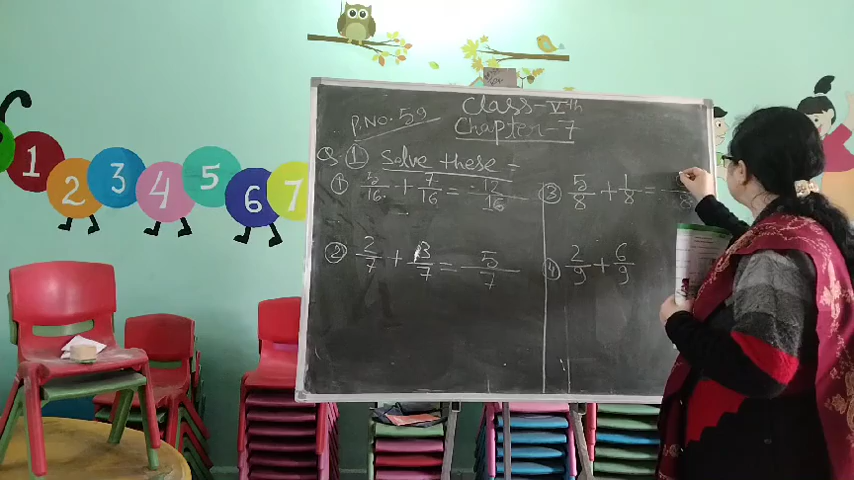 Class - Vth
P.No. 59
Chapter - 7
Q. ① Solve these =
① 5/16 + 7/16 = 12/16
③ 5/8 + 1/8 = /8
② 2/7 + 3/7 = 5/7
④ 2/9 + 6/9
1 2 3 4 5 6 7